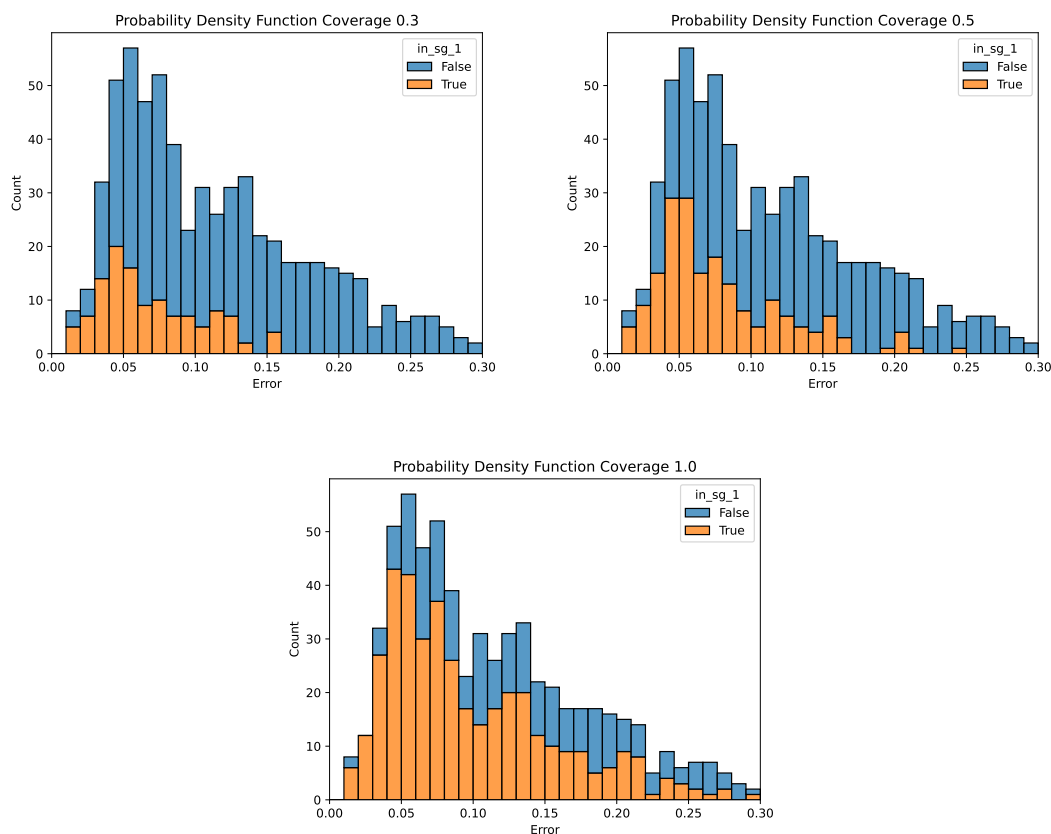 Probability Density Function Coverage 0.3
in_sg_1
False
True
50
40
30
20
10
0
Count
0.00 0.05 0.10 0.15 0.20 0.25 0.30
Error
Probability Density Function Coverage 0.5
in_sg_1
False
True
50
40
30
20
10
0
Count
0.00 0.05 0.10 0.15 0.20 0.25 0.30
Error
Probability Density Function Coverage 1.0
in_sg_1
False
True
50
40
30
20
10
0
Count
0.00 0.05 0.10 0.15 0.20 0.25 0.30
Error